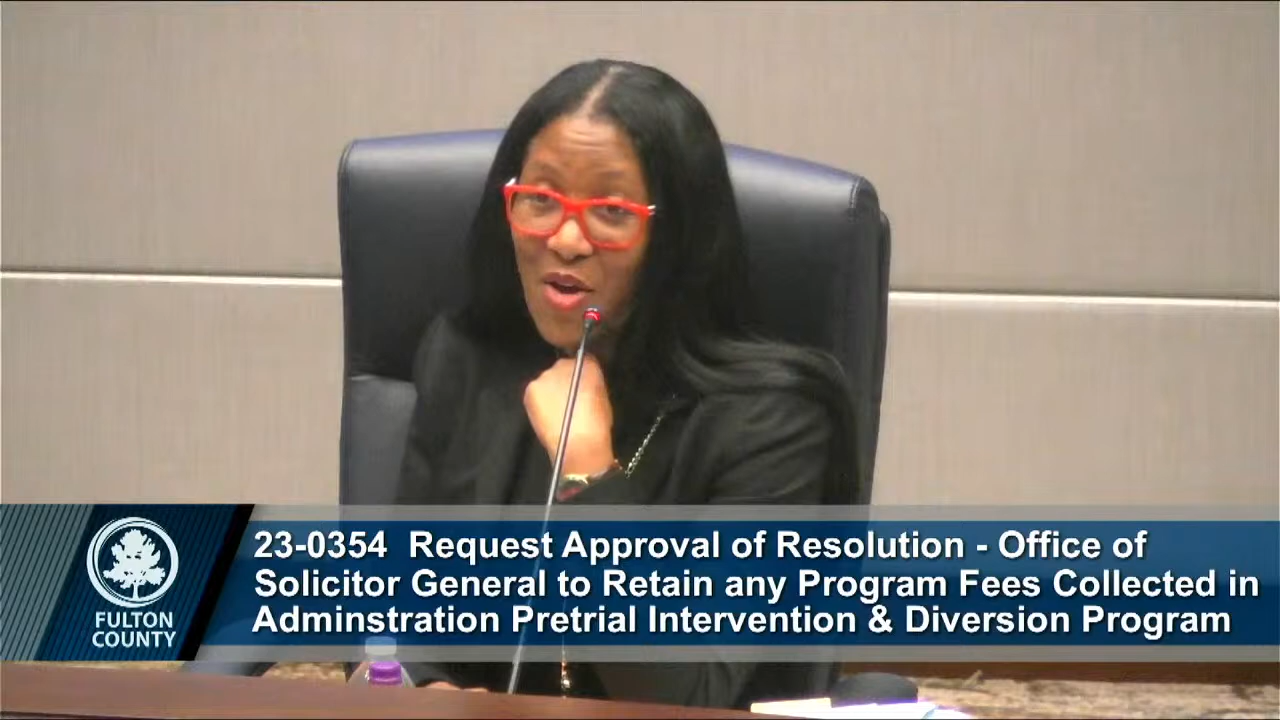 23-0354 Request Approval of Resolution - Office of
Solicitor General to Retain any Program Fees Collected in
Adminstration Pretrial Intervention & Diversion Program
FULTON
COUNTY